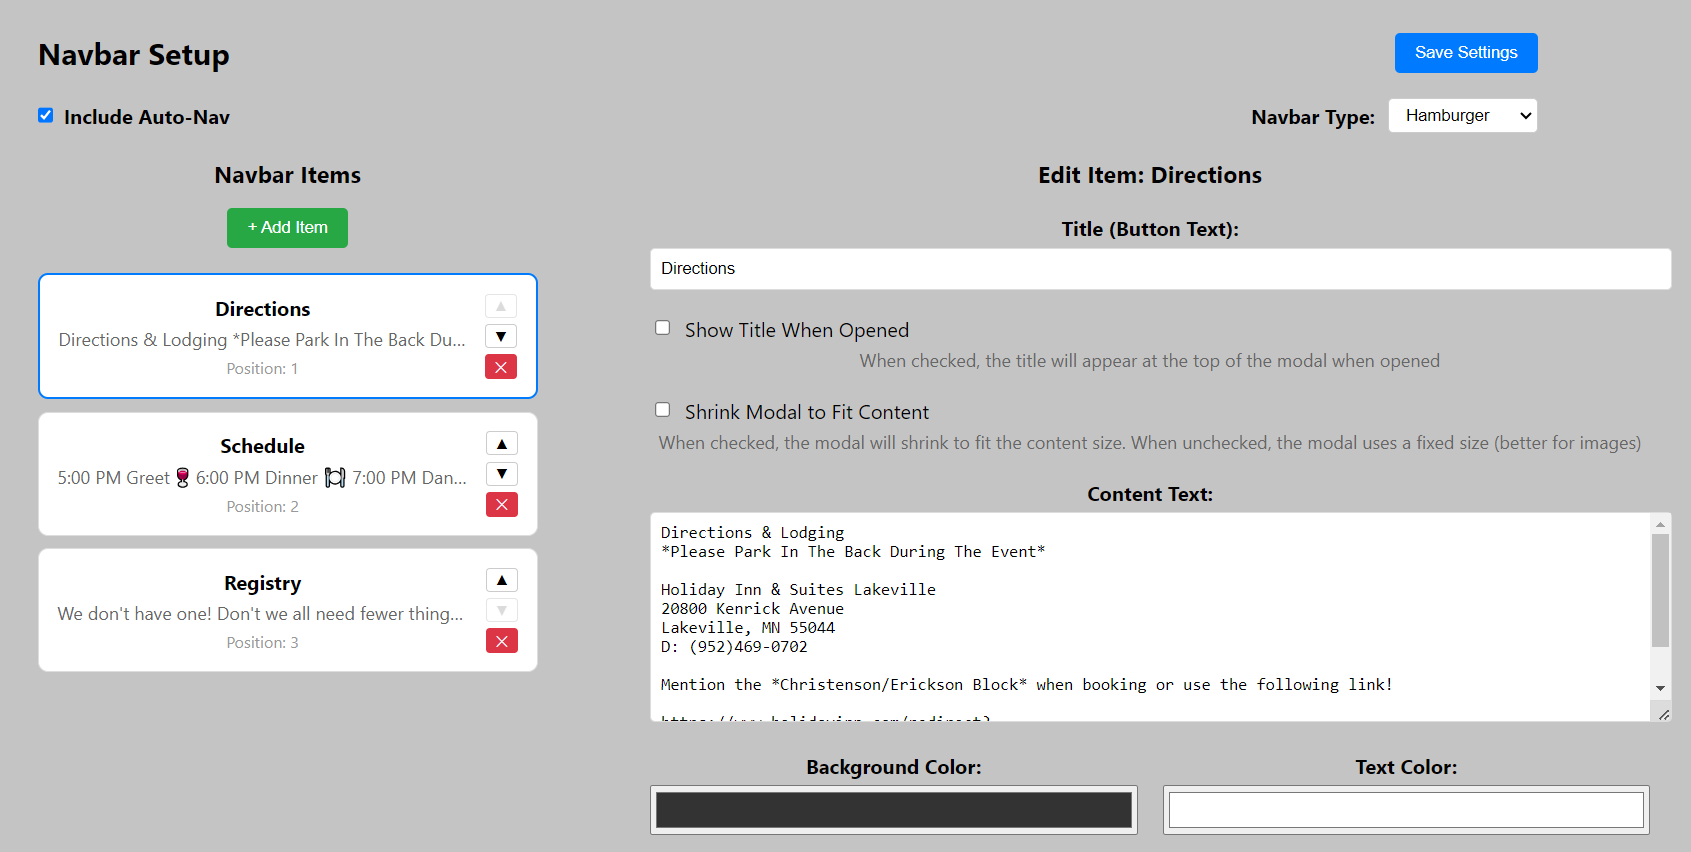 Navbar Setup
Save Settings
Include Auto-Nav
Navbar Type:
Hamburger
Navbar Items
+ Add Item
Directions
Directions & Lodging *Please Park In The Back Du...
Position: 1
Schedule
5:00 PM Greet 🍷 6:00 PM Dinner 🍽 7:00 PM Dan...
Position: 2
Registry
We don't have one! Don't we all need fewer thing...
Position: 3
Edit Item: Directions
Title (Button Text):
Directions
Show Title When Opened
When checked, the title will appear at the top of the modal when opened
Shrink Modal to Fit Content
When checked, the modal will shrink to fit the content size. When unchecked, the modal uses a fixed size (better for images)
Content Text:
Directions & Lodging
*Please Park In The Back During The Event*
Holiday Inn & Suites Lakeville
20800 Kenrick Avenue
Lakeville, MN 55044
D: (952)469-0702
Mention the *Christenson/Erickson Block* when booking or use the following link!
https://www.holidayinn.com/redirect?
Background Color:
Text Color: